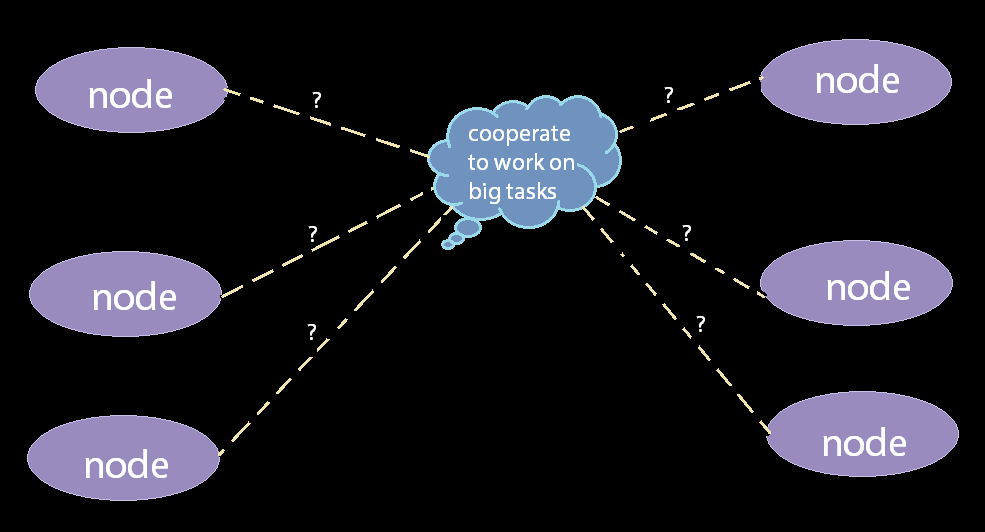 node
?
?
node
cooperate
to work on
big tasks
node
?
?
node
?
?
node
node